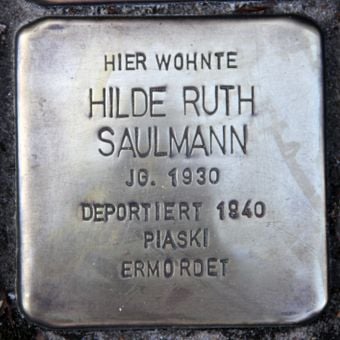 HIER WOHNTE
HILDE RUTH
SAULMANN
JG. 1930
DEPORTIERT 1940
PIASKI
ERMORDET